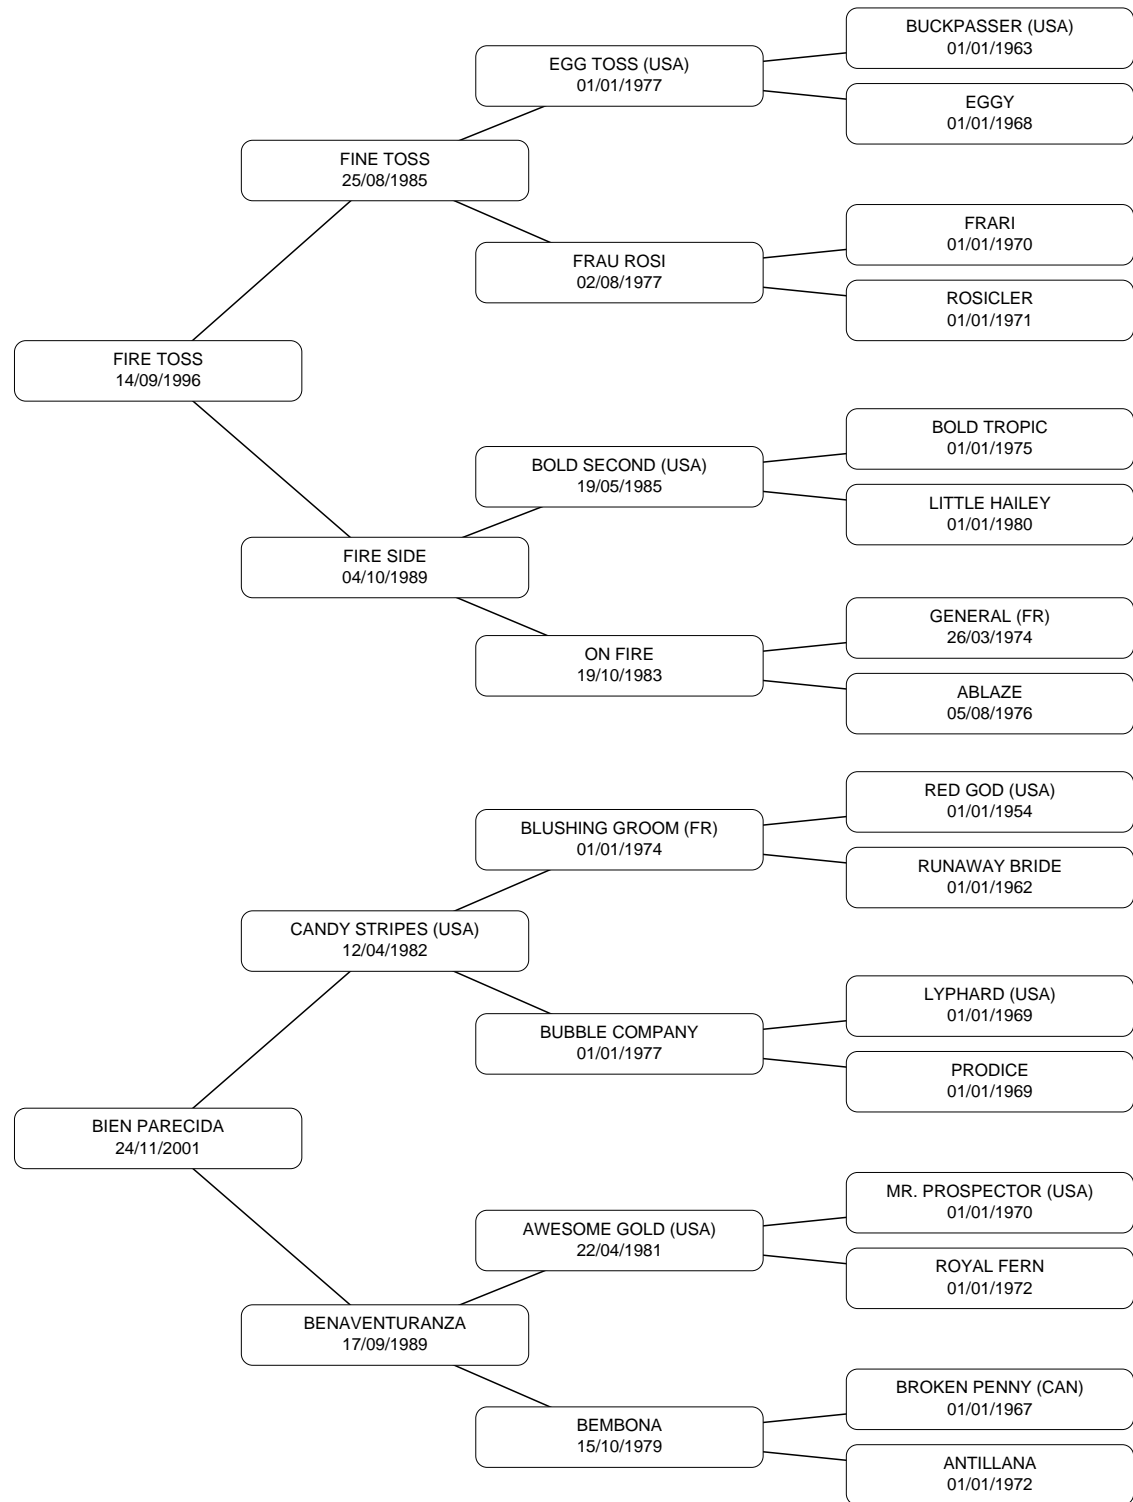 BUCKPASSER (USA)
01/01/1963
EGG TOSS (USA)
01/01/1977
EGGY
01/01/1968
FINE TOSS
25/08/1985
FRARI
01/01/1970
FRAU ROSI
02/08/1977
ROSICLER
01/01/1971
FIRE TOSS
14/09/1996
BOLD TROPIC
01/01/1975
BOLD SECOND (USA)
19/05/1985
LITTLE HAILEY
01/01/1980
FIRE SIDE
04/10/1989
GENERAL (FR)
26/03/1974
ON FIRE
19/10/1983
ABLAZE
05/08/1976
RED GOD (USA)
01/01/1954
BLUSHING GROOM (FR)
01/01/1974
RUNAWAY BRIDE
01/01/1962
CANDY STRIPES (USA)
12/04/1982
LYPHARD (USA)
01/01/1969
BUBBLE COMPANY
01/01/1977
PRODICE
01/01/1969
BIEN PARECIDA
24/11/2001
MR. PROSPECTOR (USA)
01/01/1970
AWESOME GOLD (USA)
22/04/1981
ROYAL FERN
01/01/1972
BENAVENTURANZA
17/09/1989
BROKEN PENNY (CAN)
01/01/1967
BEMBONA
15/10/1979
ANTILLANA
01/01/1972